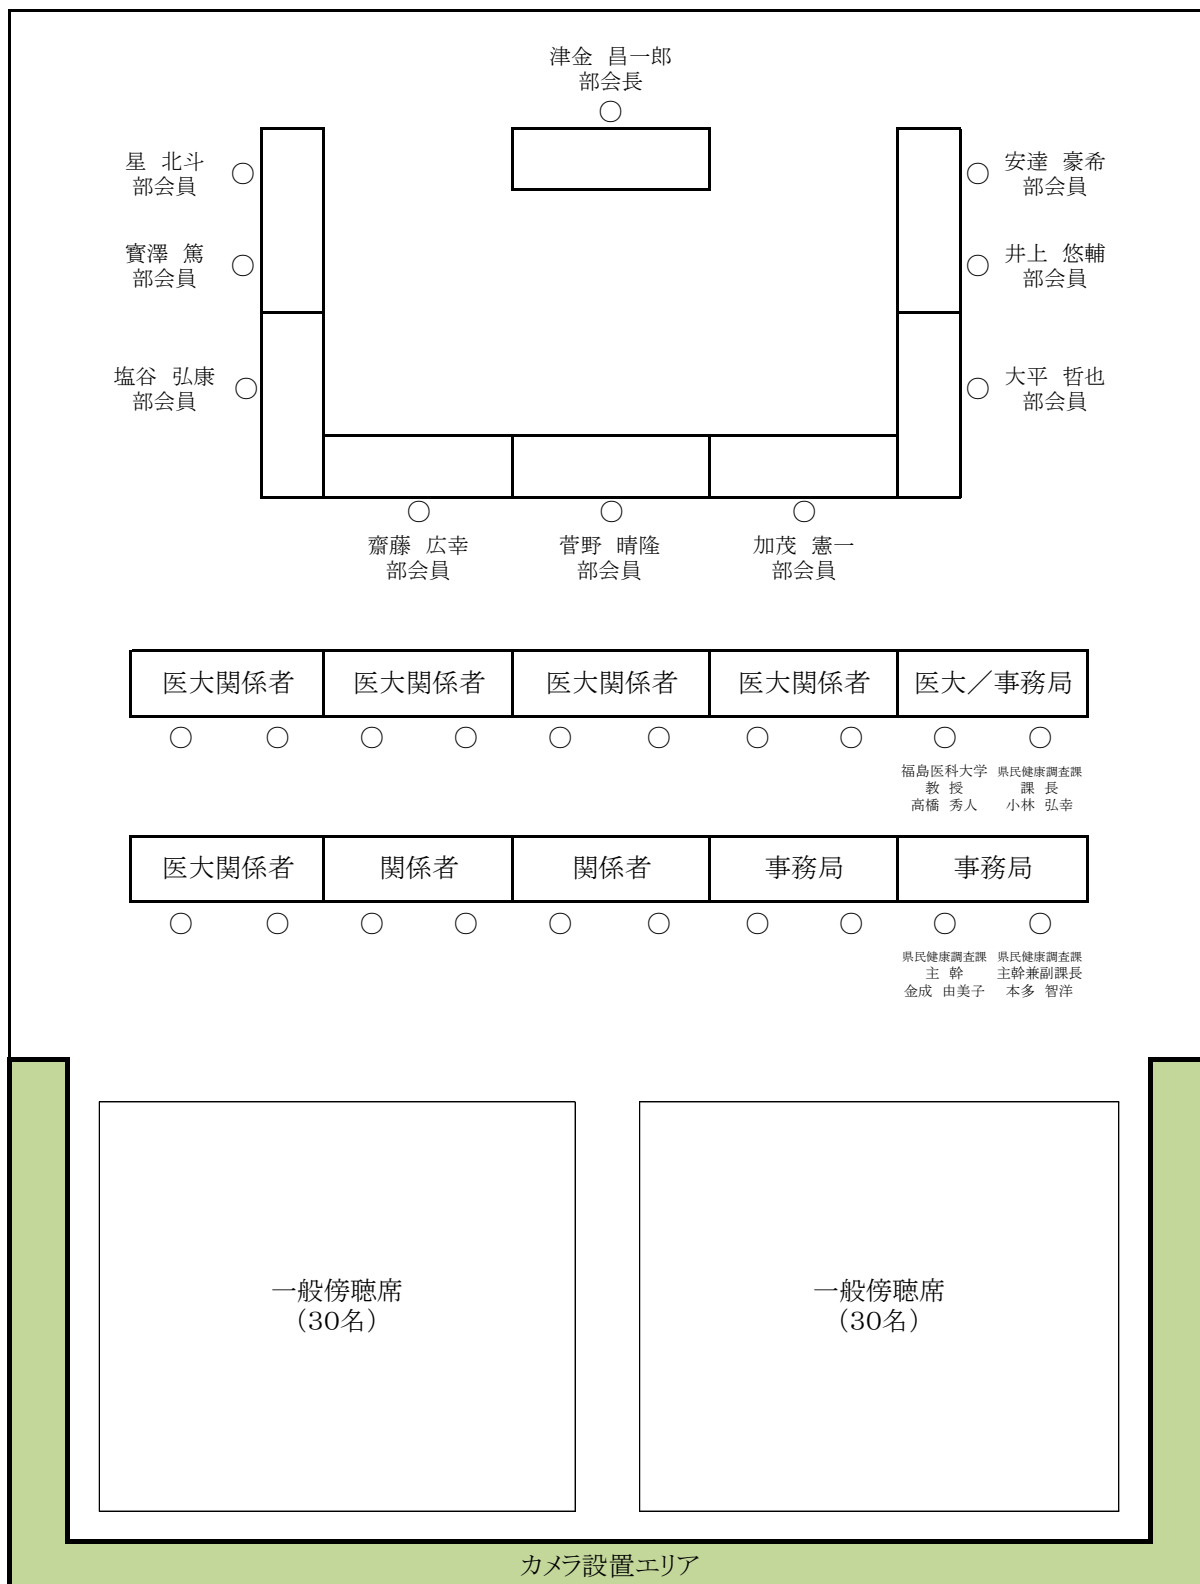 津金 昌一郎
部会長
星 北斗
部会員
安達 豪希
部会員
寳澤 篤
部会員
井上 悠輔
部会員
塩谷 弘康
部会員
大平 哲也
部会員
齋藤 広幸
部会員
菅野 晴隆
部会員
加茂 憲一
部会員
医大関係者
医大関係者
医大関係者
医大関係者
医大／事務局
福島医科大学
教 授
高橋 秀人
県民健康調査課
課 長
小林 弘幸
医大関係者
関係者
関係者
事務局
事務局
県民健康調査課
主 幹
金成 由美子
県民健康調査課
主幹兼副課長
本多 智洋
一般傍聴席
（30名）
一般傍聴席
（30名）
カメラ設置エリア